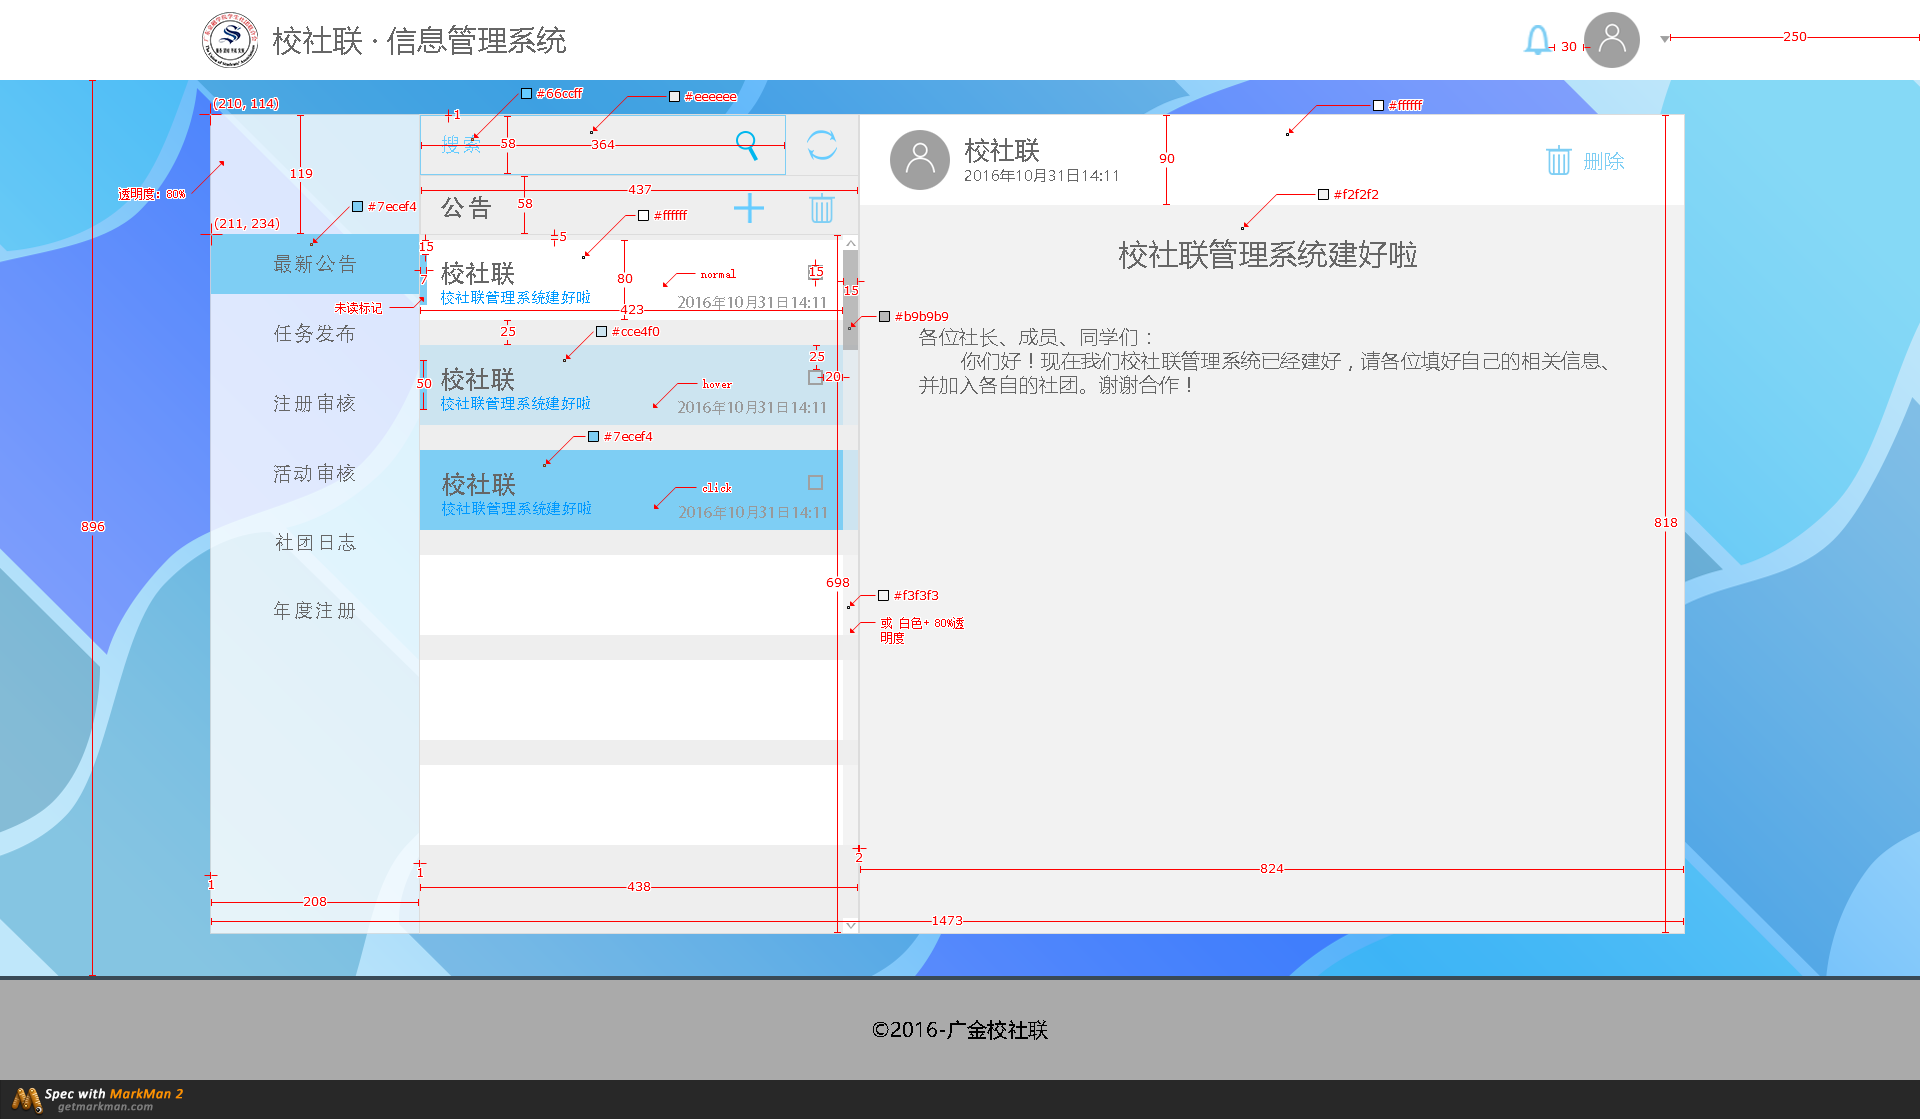 校社联 · 信息管理系统
30
250
(210, 114)
#66ccff
#eeeeee
#ffffff
1
搜索
58
364
119
透明度：80%
437
58
公告
#7ecef4
#ffffff
(211, 234)
5
15
最新公告
7
校社联
校社联管理系统建好啦
normal
80
15
2016年10月31日14:11
未读标记
423
15
#b9b9b9
任务发布
25
#cce4f0
25
20
50
校社联
校社联管理系统建好啦
hover
2016年10月31日14:11
注册审核
#7ecef4
活动审核
校社联
校社联管理系统建好啦
click
2016年10月31日14:11
896
社团日志
698
#f3f3f3
或 白色+ 80%透
明度
年度注册
校社联
2016年10月31日14:11
90
删除
#f2f2f2
校社联管理系统建好啦
各位社长、成员、同学们：
你们好！现在我们校社联管理系统已经建好，请各位填好自己的相关信息、
并加入各自的社团。谢谢合作！
818
2
824
1
1
438
208
1473
©2016-广金校社联
Spec with MarkMan 2
getmarkman.com